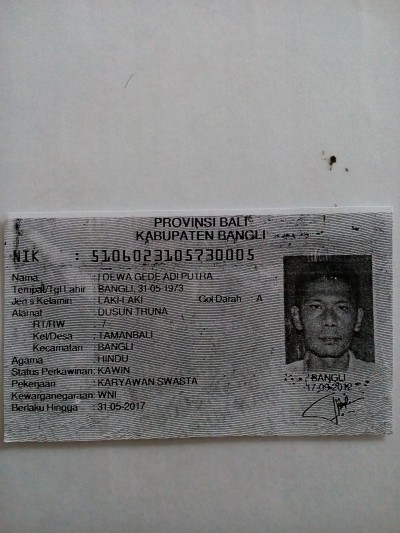 PROVINSI BALI
KABUPATEN BANGLI
NIK : 5106023105730005
Nama : I DEWA GEDE ADI PUTRA
Tempat/Tgl Lahir : BANGLI, 31-05-1973
Jenis Kelamin : LAKI-LAKI Gol Darah A
Alamat : DUSUN TRUNA
RT/RW : /
Kel/Desa : TAMANBALI
Kecamatan : BANGLI
Agama : HINDU
Status Perkawinan: KAWIN
Pekerjaan : KARYAWAN SWASTA
Kewarganegaraan: WNI
Berlaku Hingga : 31-05-2017
BANGLI
17-09-2012